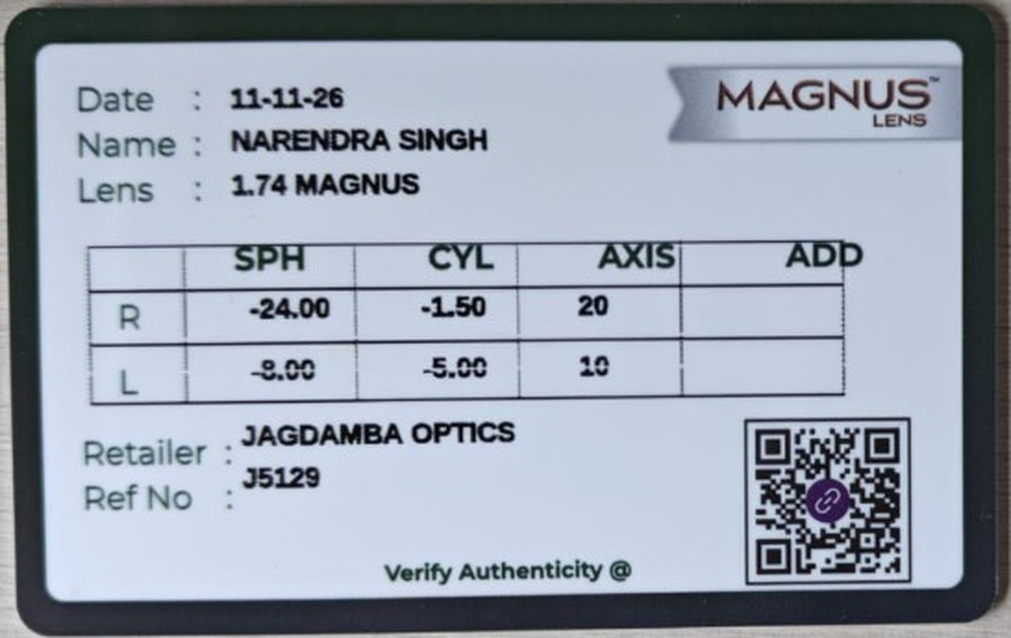 Date : 11-11-26
Name : NARENDRA SINGH
Lens : 1.74 MAGNUS
MAGNUS™
LENS
SPH CYL AXIS ADD
R -24.00 -1.50 20
L -8.00 -5.00 10
Retailer : JAGDAMBA OPTICS
Ref No : J5129
Verify Authenticity @